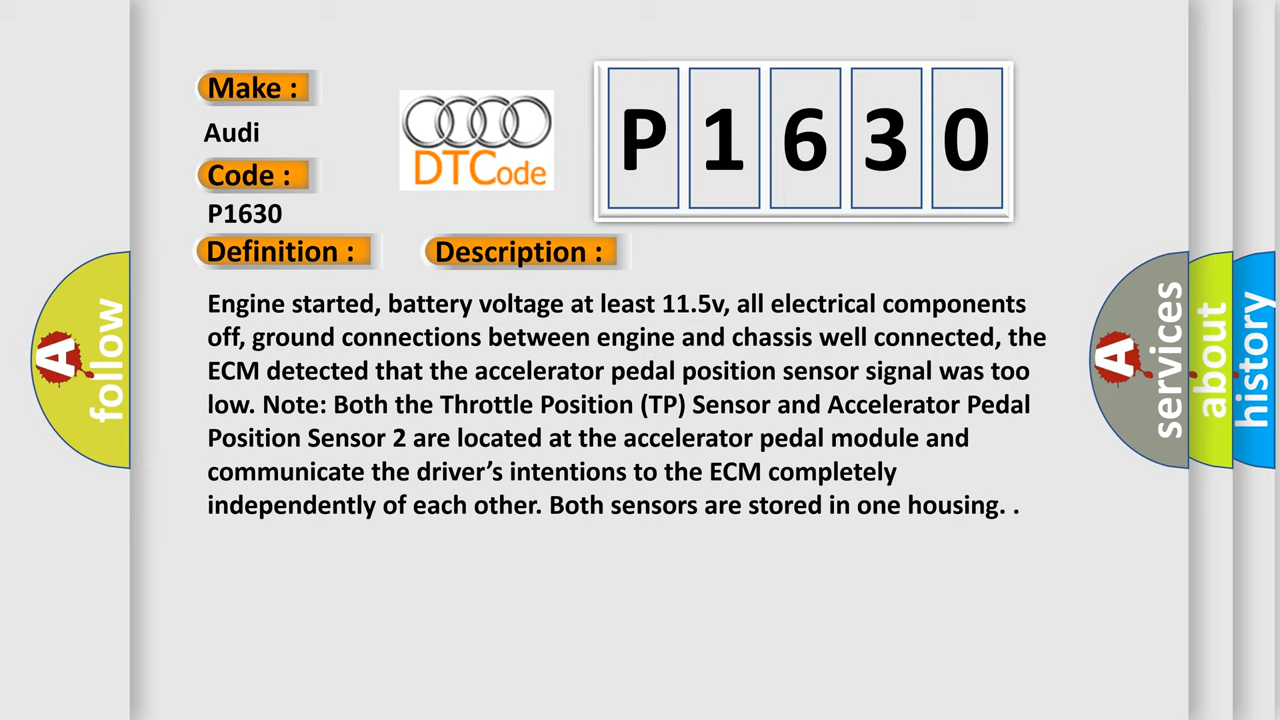 Make :
Audi
Code :
P1630
DTCode
P1630
Definition :
Description :
Engine started, battery voltage at least 11.5v, all electrical components
off, ground connections between engine and chassis well connected, the
ECM detected that the accelerator pedal position sensor signal was too
low. Note: Both the Throttle Position (TP) Sensor and Accelerator Pedal
Position Sensor 2 are located at the accelerator pedal module and
communicate the driver’s intentions to the ECM completely
independently of each other. Both sensors are stored in one housing. .
A
follow
A
services
about
history